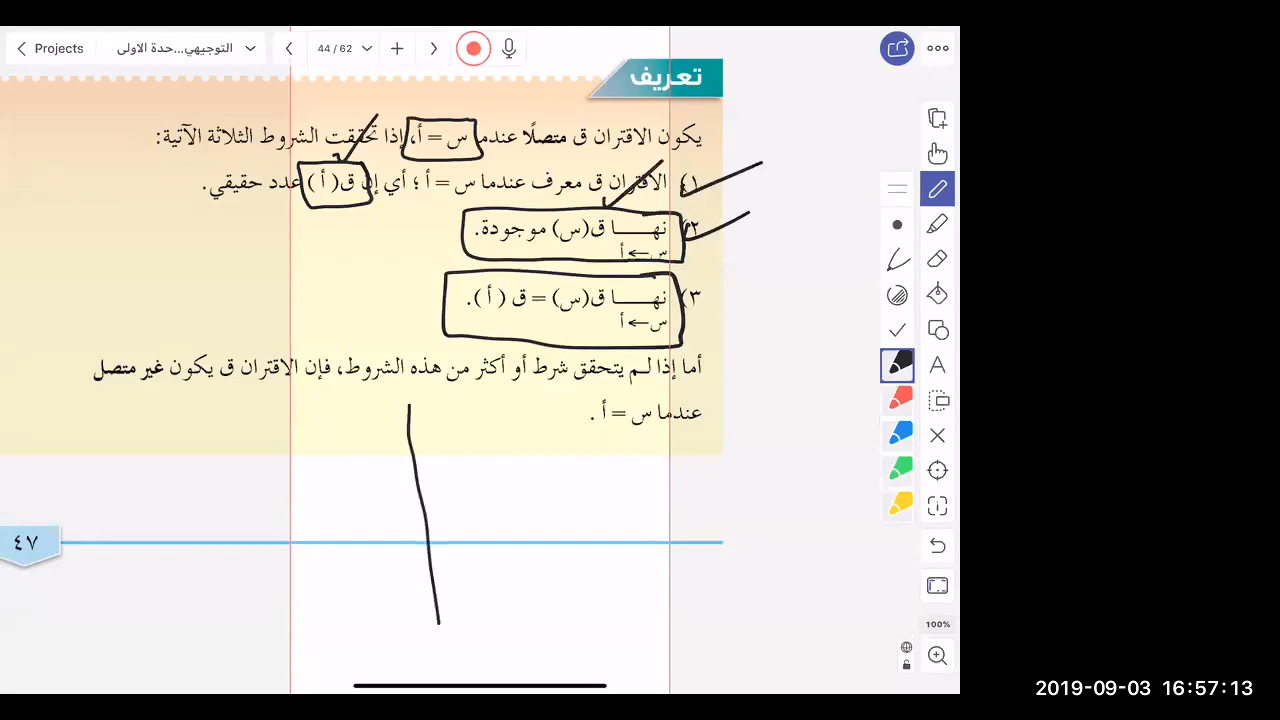 Projects
التوجيهي...حدة الاولى
44 / 62
تعريف
يكون الاقتران ق متصلًا عندما س = أ، إذا تحققت الشروط الثلاثة الآتية:
١) الاقتران ق معرف عندما س = أ ؛ أي إن ق( أ ) عدد حقيقي.
٢) نهـــا ق(س) موجودة.
س←أ
٣) نهـــا ق(س) = ق ( أ ).
س←أ
أما إذا لـم يتحقق شرط أو أكثر من هذه الشروط، فإن الاقتران ق يكون غير متصل
عندما س = أ .
٤٧
A
100%
2019-09-03 16:57:13